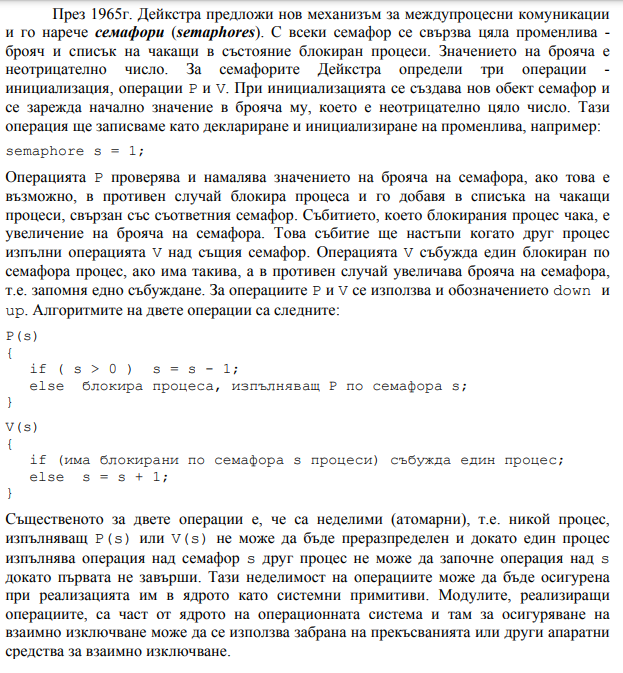 През 1965г. Дейкстра предложи нов механизъм за междупроцесни комуникации
и го нарече семафори (semaphores). С всеки семафор се свързва цяла променлива -
брояч и списък на чакащи в състояние блокиран процеси. Значението на брояча е
неотрицателно число. За семафорите Дейкстра определи три операции -
инициализация, операции P и V. При инициализацията се създава нов обект семафор и
се зарежда начално значение в брояча му, което е неотрицателно цяло число. Тази
операция ще записваме като деклариране и инициализиране на променлива, например:
semaphore s = 1;
Операцията P проверява и намалява значението на брояча на семафора, ако това е
възможно, в противен случай блокира процеса и го добавя в списъка на чакащи
процеси, свързан със съответния семафор. Събитието, което блокирания процес чака, е
увеличение на брояча на семафора. Това събитие ще настъпи когато друг процес
изпълни операцията V над същия семафор. Операцията V събужда един блокиран по
семафора процес, ако има такива, а в противен случай увеличава брояча на семафора,
т.е. запомня едно събуждане. За операциите P и V се използва и обозначението down и
up. Алгоритмите на двете операции са следните:
P(s)
{
if ( s > 0 ) s = s - 1;
else блокира процеса, изпълняващ P по семафора s;
}
V(s)
{
if (има блокирани по семафора s процеси) събужда един процес;
else s = s + 1;
}
Същественото за двете операции е, че са неделими (атомарни), т.е. никой процес,
изпълняващ P(s) или V(s) не може да бъде преразпределен и докато един процес
изпълнява операция над семафор s друг процес не може да започне операция над s
докато първата не завърши. Тази неделимост на операциите може да бъде осигурена
при реализацията им в ядрото като системни примитиви. Модулите, реализиращи
операциите, са част от ядрото на операционната система и там за осигуряване на
взаимно изключване може да се използва забрана на прекъсванията или други апаратни
средства за взаимно изключване.